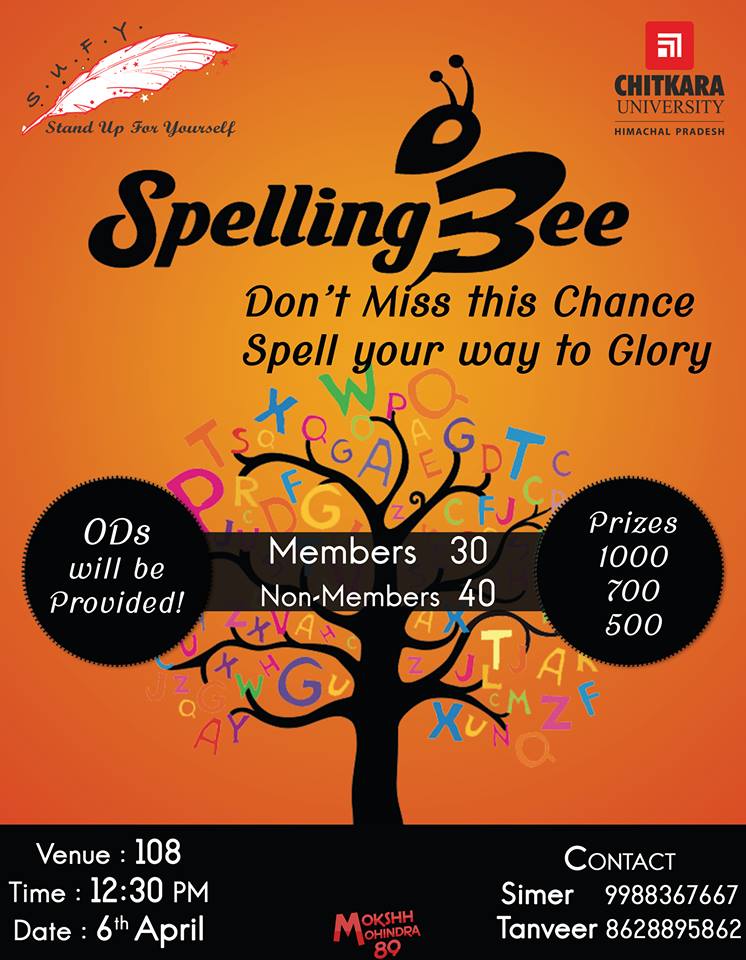 S.U.F.Y.
Stand Up For Yourself
CHITKARA
UNIVERSITY
HIMACHAL PRADESH
Spelling Bee
Don't Miss this Chance
Spell your way to Glory
ODs
will be
Provided!
Members 30
Non-Members 40
Prizes
1000
700
500
Venue : 108
Time : 12:30 PM
Date : 6th April
MOKSHH
MOHINDRA
89
CONTACT
Simer 9988367667
Tanveer 8628895862